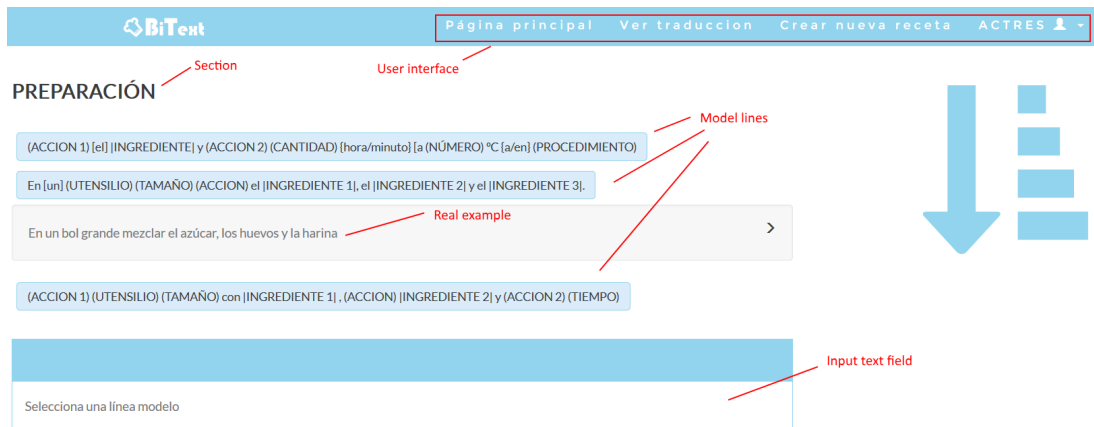 BiText
Página principal Ver traduccion Crear nueva receta ACTRES
Section
User interface
PREPARACIÓN
Model lines
(ACCION 1) [el] |INGREDIENTE| y (ACCION 2) (CANTIDAD) {hora/minuto} [a (NÚMERO) ºC {a/en} (PROCEDIMIENTO)
En [un] (UTENSILIO) (TAMAÑO) (ACCION) el |INGREDIENTE 1|, el |INGREDIENTE 2| y el |INGREDIENTE 3|.
Real example
En un bol grande mezclar el azúcar, los huevos y la harina
(ACCION 1) (UTENSILIO) (TAMAÑO) con |INGREDIENTE 1| , (ACCION) |INGREDIENTE 2| y (ACCION 2) (TIEMPO)
Input text field
Selecciona una línea modelo